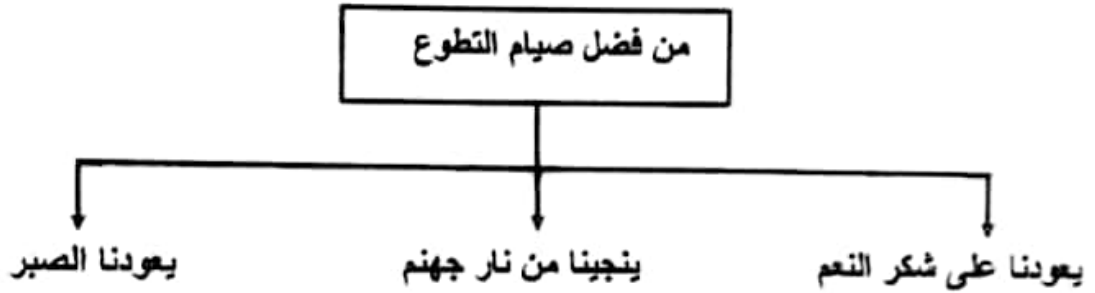 من فضل صيام التطوع
يعودنا على شكر النعم
ينجينا من نار جهنم
يعودنا الصبر